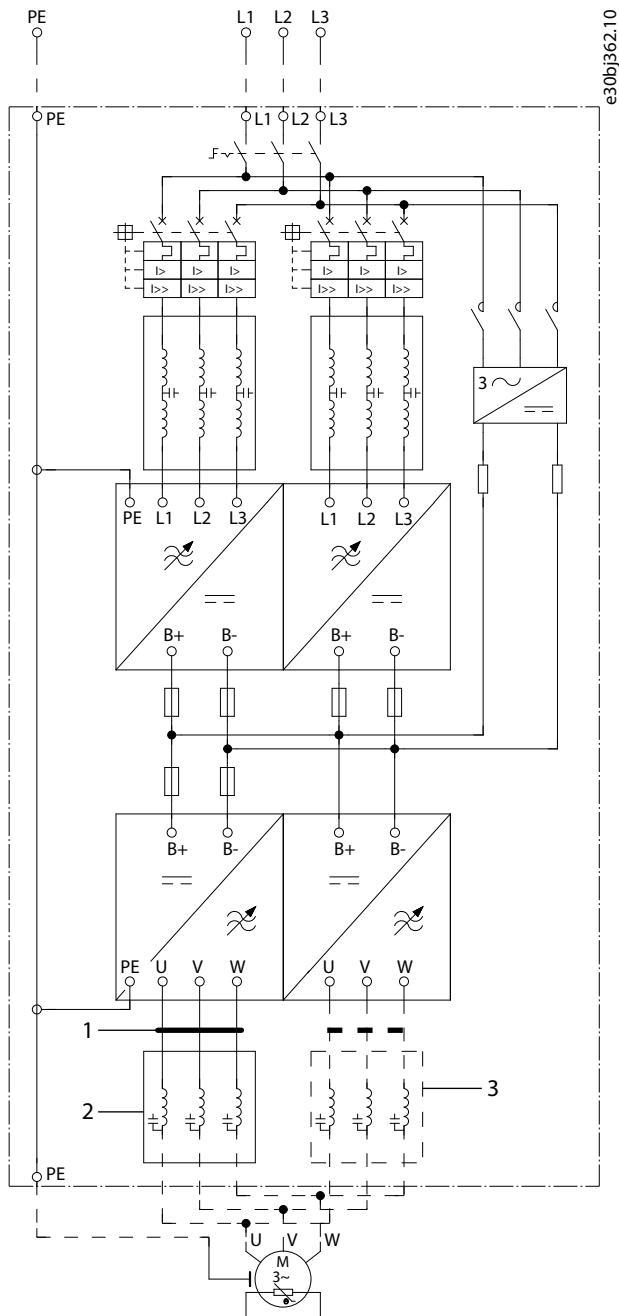 PE L1 L2 L3
e30bj362.10
PE L1 L2 L3
I> I> I> I> I> I>
I>> I>> I>> I>> I>> I>>
3
PE L1 L2 L3 L1 L2 L3
B+ B- B+ B-
B+ B- B+ B-
PE U V W U V W
1
2
3
PE
U V W
M
3~